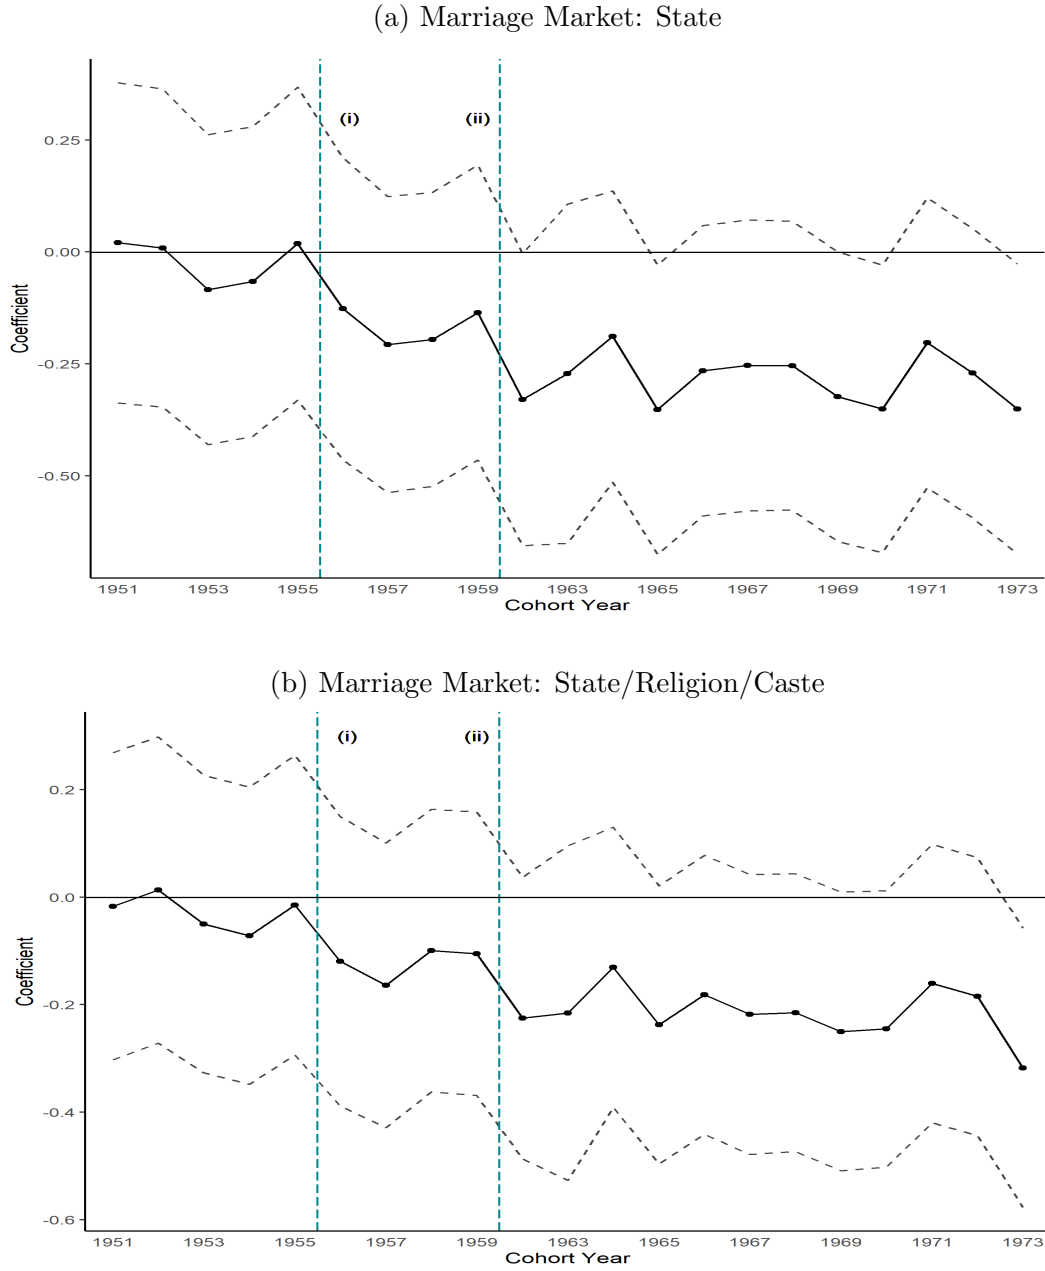 (a) Marriage Market: State
(i) (ii)
0.25
0.00
-0.25
-0.50
Coefficient
1951 1953 1955 1957 1959 1963 1965 1967 1969 1971 1973
Cohort Year
(b) Marriage Market: State/Religion/Caste
(i) (ii)
0.2
0.0
-0.2
-0.4
-0.6
Coefficient
1951 1953 1955 1957 1959 1963 1965 1967 1969 1971 1973
Cohort Year